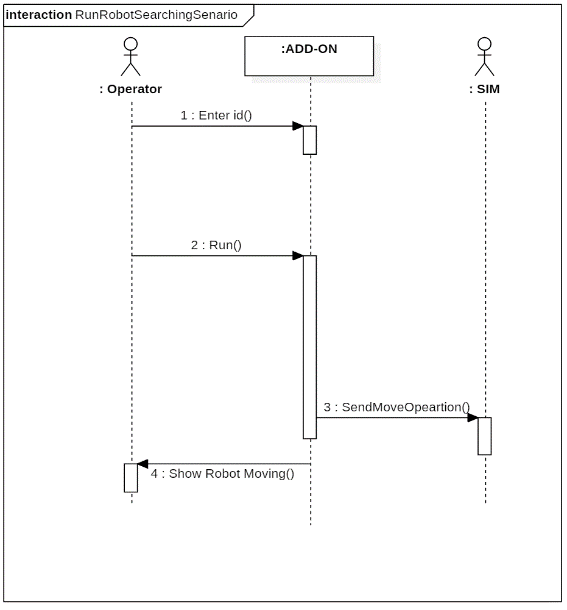 interaction RunRobotSearchingSenario
:ADD-ON
: Operator
: SIM
1 : Enter id()
2 : Run()
3 : SendMoveOpeartion()
4 : Show Robot Moving()